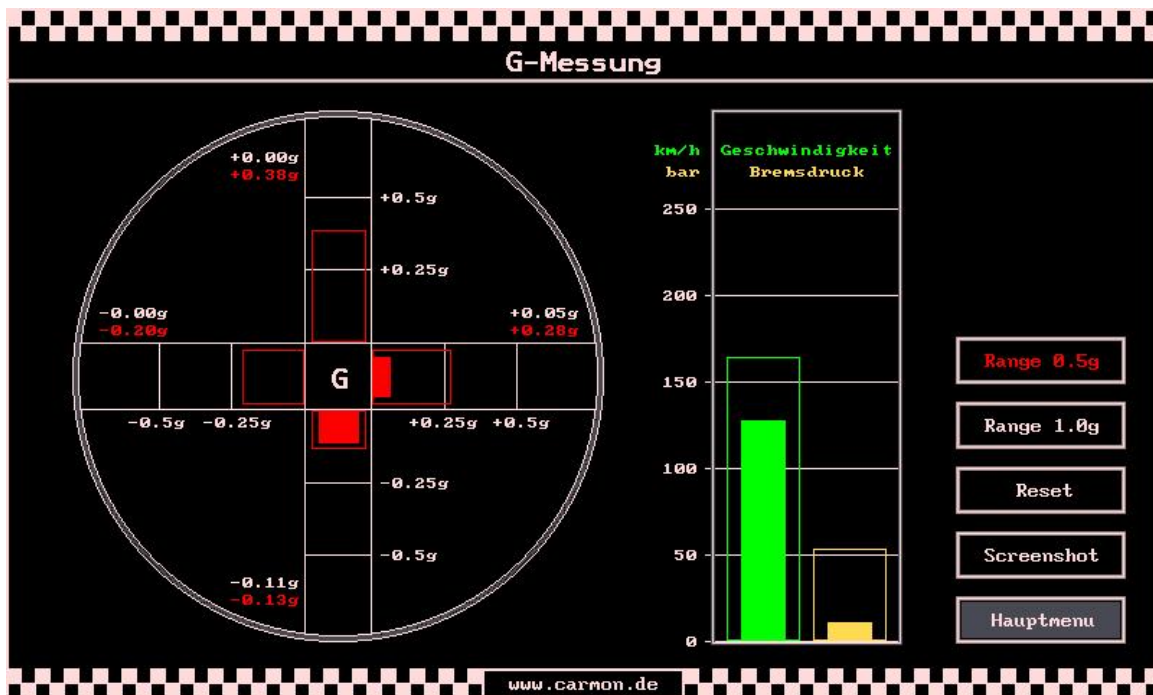 G-Messung
+0.00g
+0.38g
+0.5g
+0.25g
-0.00g
-0.20g
+0.05g
+0.28g
G
-0.5g -0.25g
+0.25g +0.5g
-0.25g
-0.5g
-0.11g
-0.13g
km/h Geschwindigkeit
bar Bremsdruck
250
200
150
100
50
0
Range 0.5g
Range 1.0g
Reset
Screenshot
Hauptmenu
www.carmon.de